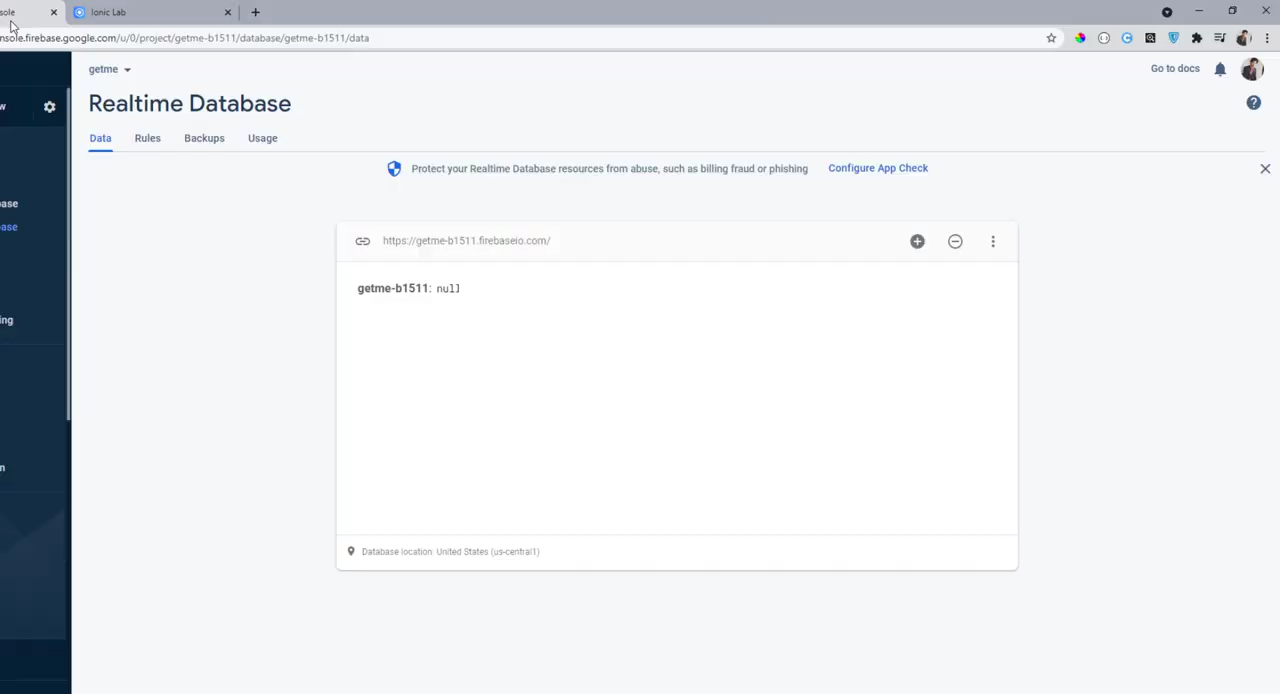 sole
Ionic Lab
nsole.firebase.google.com/u/0/project/getme-b1511/database/getme-b1511/data
getme
Go to docs
w
Realtime Database
Data Rules Backups Usage
Protect your Realtime Database resources from abuse, such as billing fraud or phishing Configure App Check
base
base
https://getme-b1511.firebaseio.com/
getme-b1511: null
ing
n
Database location: United States (us-central1)